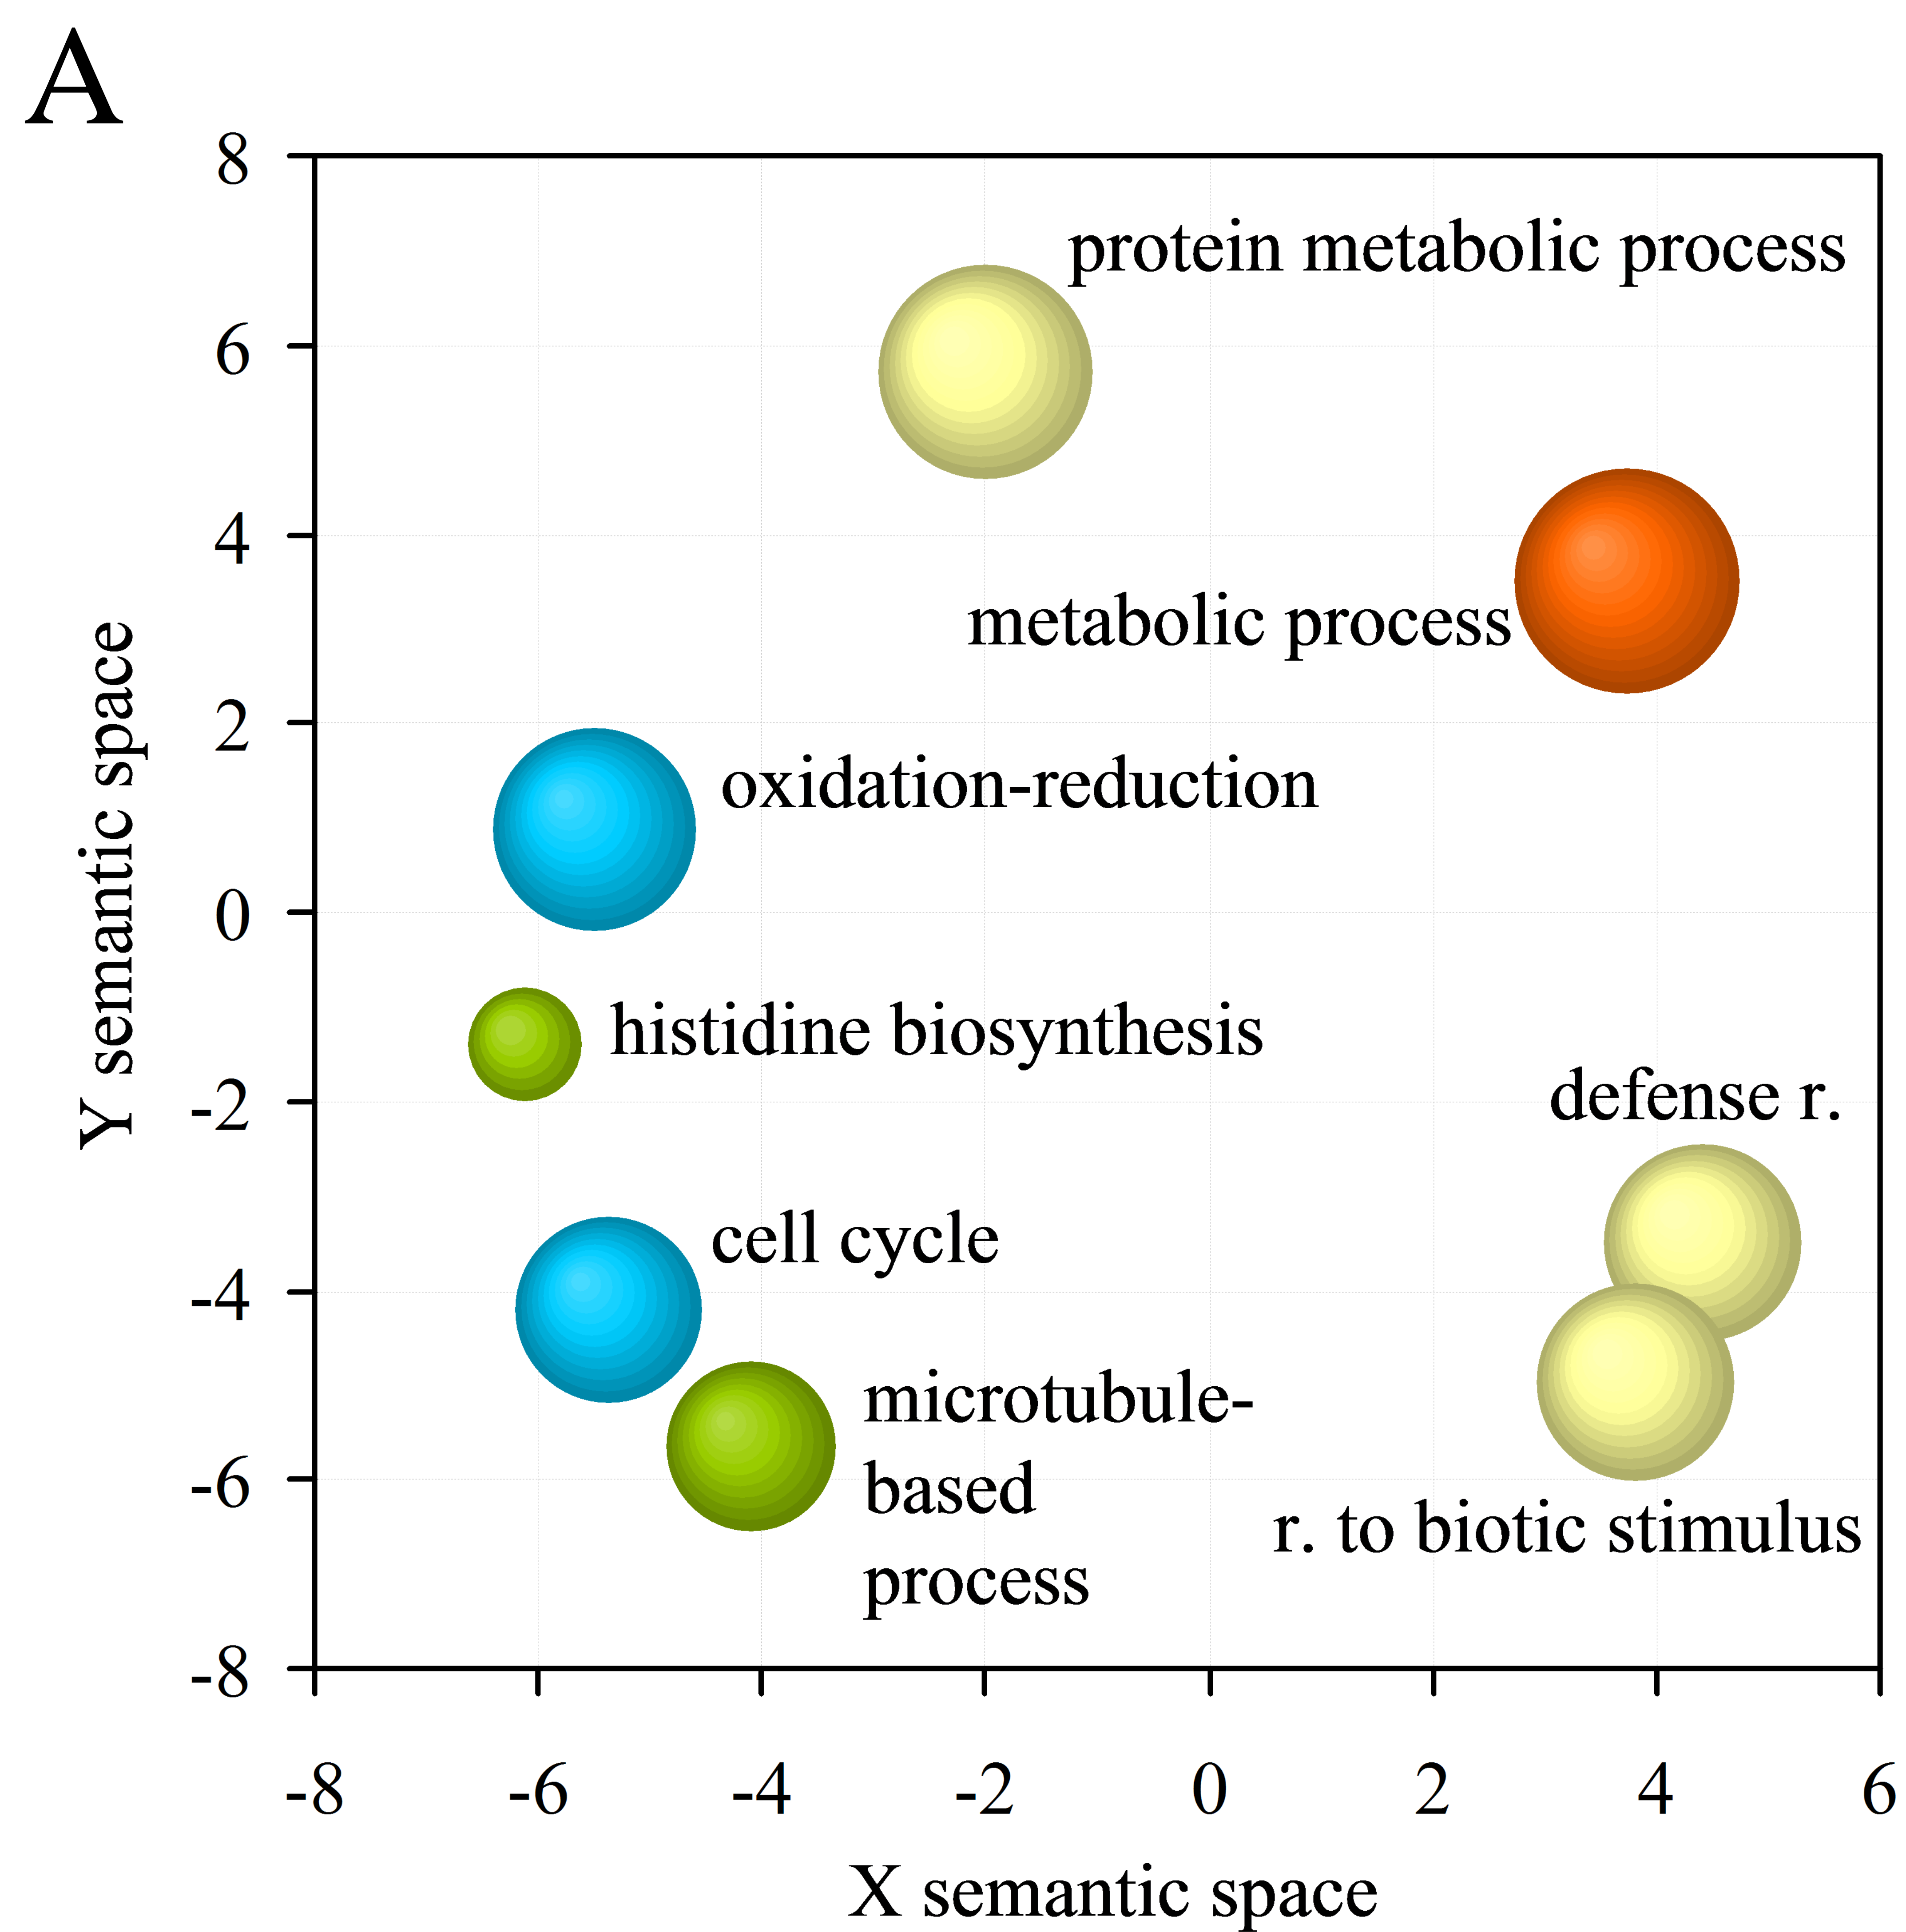 A
8
protein metabolic process
6
4
metabolic process
2
oxidation-reduction
0
histidine biosynthesis
-2
defense r.
cell cycle
-4
microtubule-
based
process
-6
r. to biotic stimulus
-8
Y semantic space
-8 -6 -4 -2 0 2 4 6
X semantic space